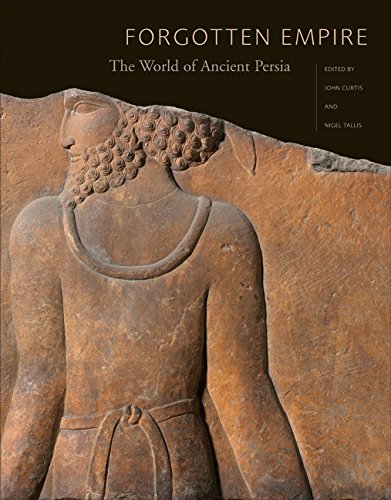 FORGOTTEN EMPIRE
The World of Ancient Persia
EDITED BY
JOHN CURTIS
AND
NIGEL TALLIS